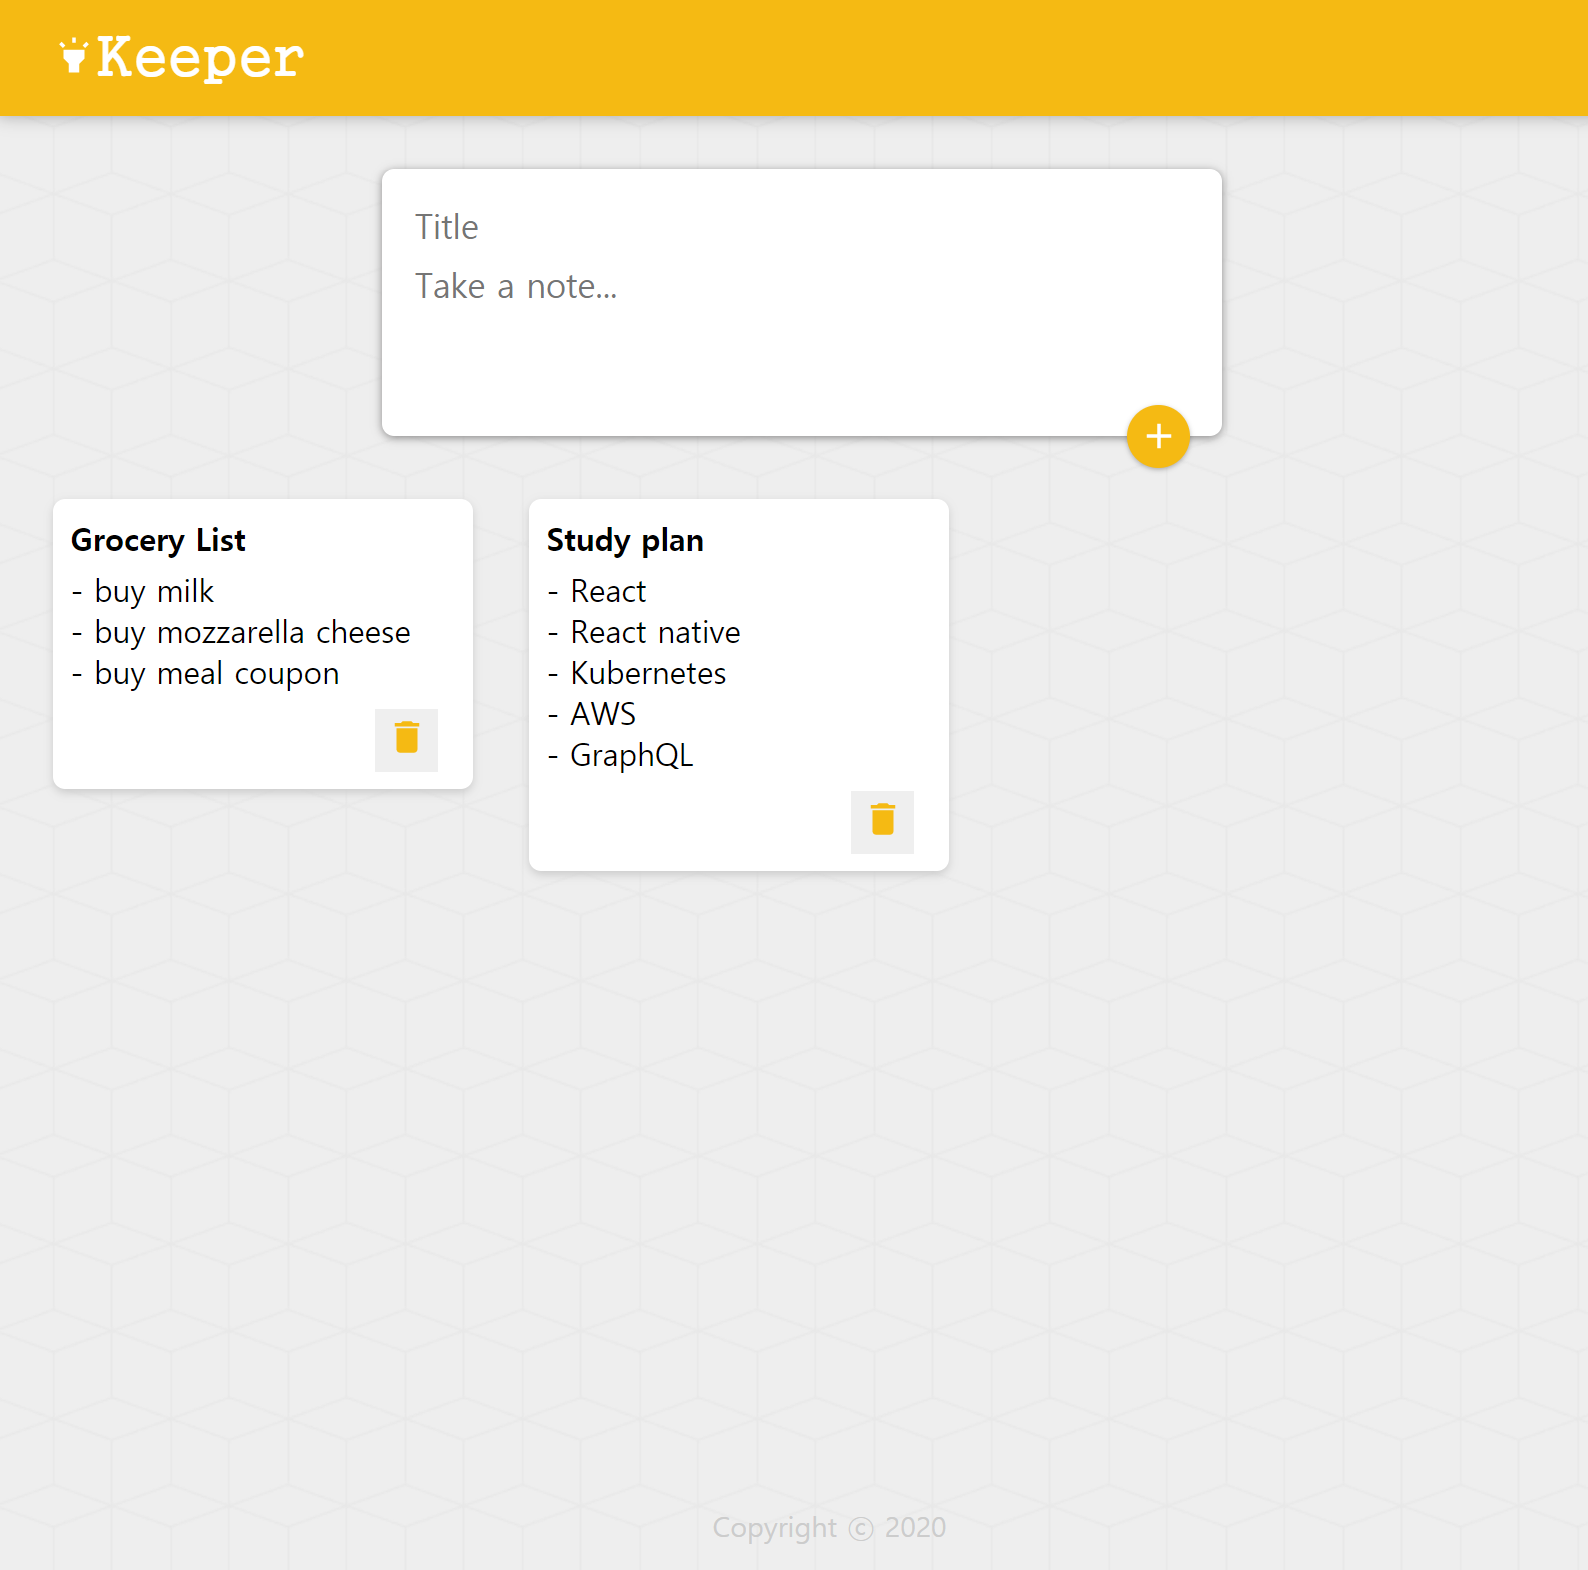 Keeper
Title
Take a note...
Grocery List
- buy milk
- buy mozzarella cheese
- buy meal coupon
Study plan
- React
- React native
- Kubernetes
- AWS
- GraphQL
Copyright © 2020